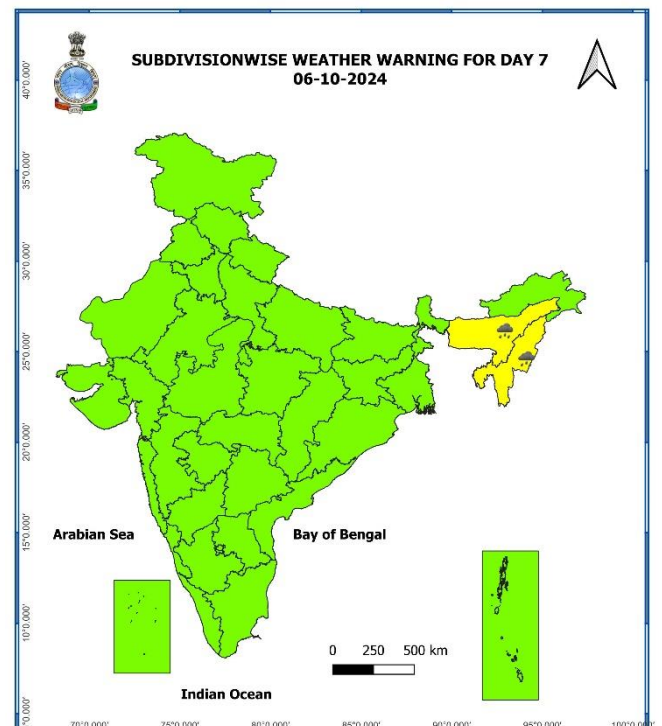 SUBDIVISIONWISE WEATHER WARNING FOR DAY 7
06-10-2024
40°0.000'
35°0.000'
30°0.000'
25°0.000'
20°0.000'
15°0.000'
10°0.000'
Arabian Sea
Bay of Bengal
0 250 500 km
Indian Ocean